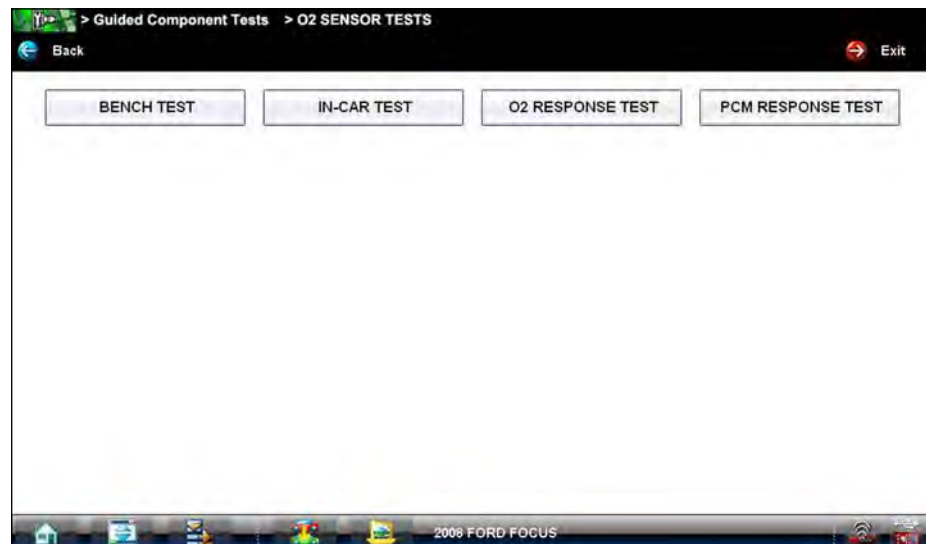 > Guided Component Tests > O2 SENSOR TESTS
Back Exit
BENCH TEST IN-CAR TEST O2 RESPONSE TEST PCM RESPONSE TEST
2008 FORD FOCUS